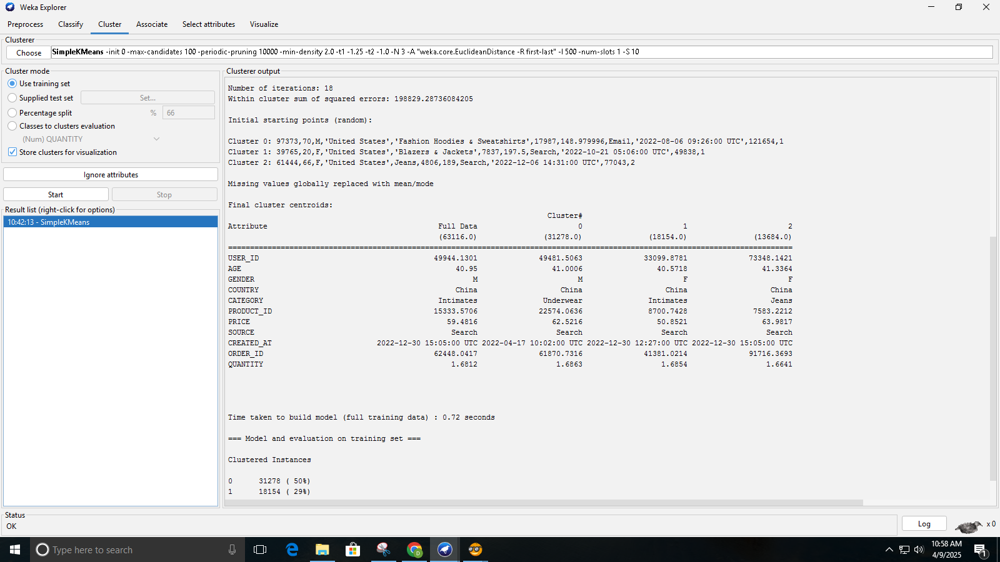 Weka Explorer
Preprocess Classify Cluster Associate Select attributes Visualize
Clusterer
Choose SimpleKMeans -init 0 -max-candidates 100 -periodic-pruning 10000 -min-density 2.0 -t1 -1.25 -t2 -1.0 -N 3 -A "weka.core.EuclideanDistance -R first-last" -I 500 -num-slots 1 -S 10
Cluster mode
Use training set
Supplied test set Set...
Percentage split % 66
Classes to clusters evaluation
(Num) QUANTITY
Store clusters for visualization
Ignore attributes
Start Stop
Result list (right-click for options)
10:42:13 - SimpleKMeans
Clusterer output
Number of iterations: 18
Within cluster sum of squared errors: 198829.28736084205
Initial starting points (random):
Cluster 0: 97373,70,M,'United States','Fashion Hoodies & Sweatshirts',17987,148.979996,Email,'2022-08-06 09:26:00 UTC',121654,1
Cluster 1: 39765,20,F,'United States','Blazers & Jackets',7837,197.5,Search,'2022-10-21 05:06:00 UTC',49838,1
Cluster 2: 61444,66,F,'United States',Jeans,4806,189,Search,'2022-12-06 14:31:00 UTC',77043,2
Missing values globally replaced with mean/mode
Final cluster centroids:
Cluster#
Attribute Full Data 0 1 2
(63116.0) (31278.0) (18154.0) (13684.0)
=================================================================================================================================
USER_ID 49944.1301 49481.5063 33099.8781 73348.1421
AGE 40.95 41.0006 40.5718 41.3364
GENDER M M F F
COUNTRY China China China China
CATEGORY Intimates Underwear Intimates Jeans
PRODUCT_ID 15333.5706 22574.0636 8700.7428 7583.2212
PRICE 59.4816 62.5216 50.8521 63.9817
SOURCE Search Search Search Search
CREATED_AT 2022-12-30 15:05:00 UTC 2022-04-17 10:02:00 UTC 2022-12-30 12:27:00 UTC 2022-12-30 15:05:00 UTC
ORDER_ID 62448.0417 61870.7316 41381.0214 91716.3693
QUANTITY 1.6812 1.6863 1.6854 1.6641
Time taken to build model (full training data) : 0.72 seconds
=== Model and evaluation on training set ===
Clustered Instances
0 31278 ( 50%)
1 18154 ( 29%)
Status
OK
Log x 0
Type here to search
10:58 AM
4/9/2025
1